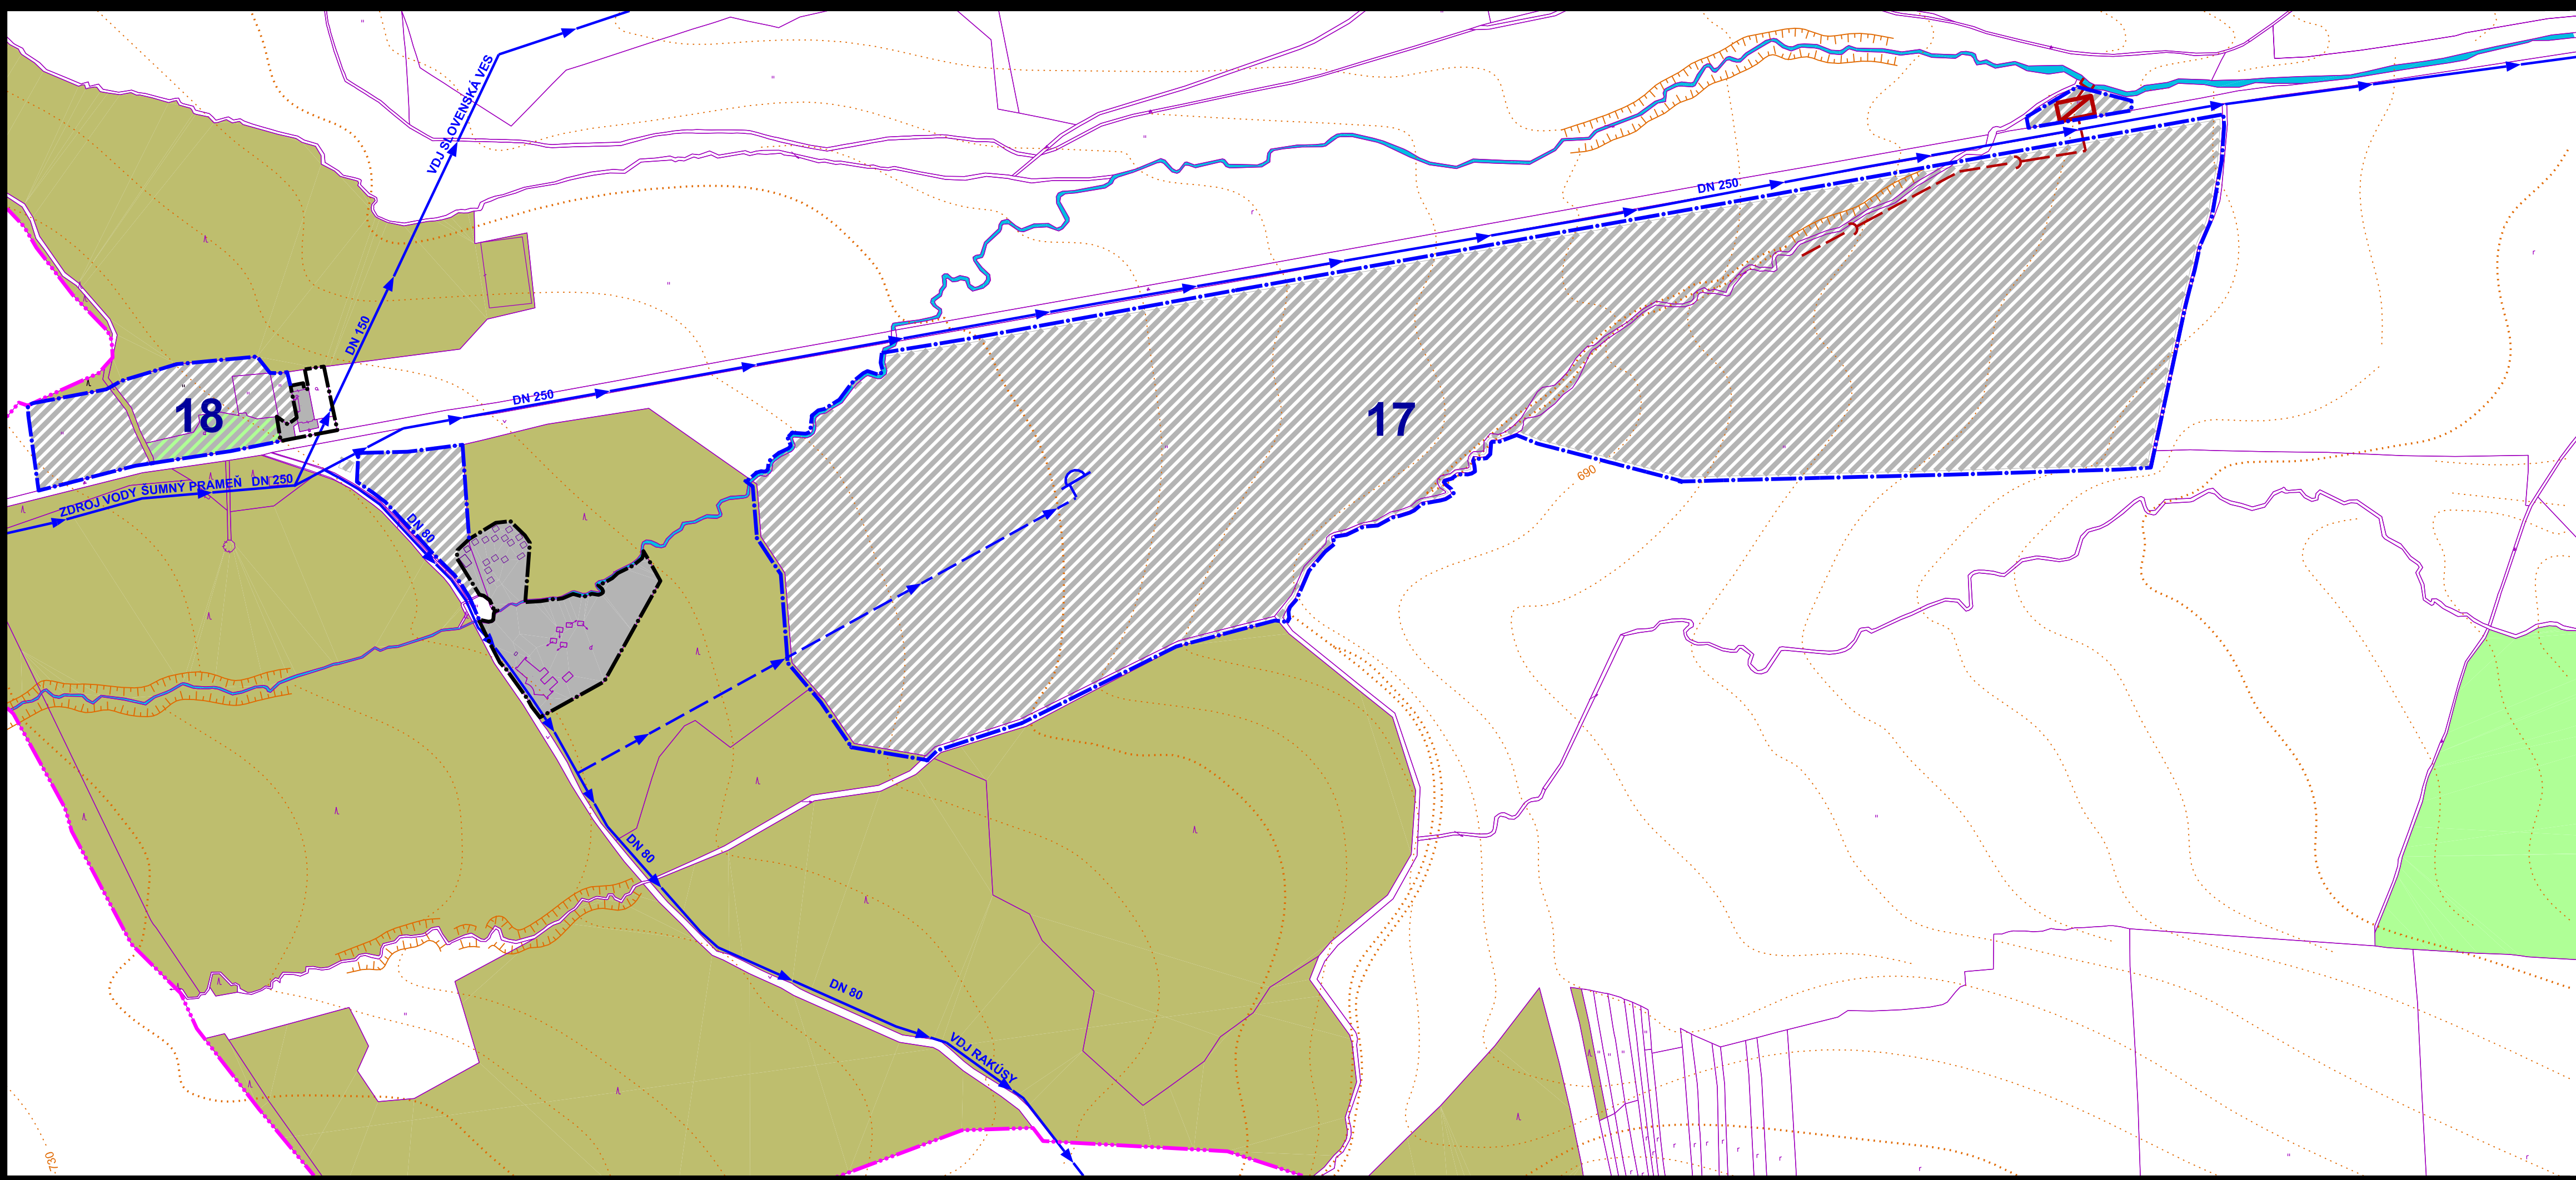 VDJ SLOVENSKÁ VES
DN 250
DN 150
DN 250
18
17
690
ZDROJ VODY ŠUMNÝ PRAMEŇ DN 250
DN 80
DN 80
DN 80
VDJ RAKÚSY
730